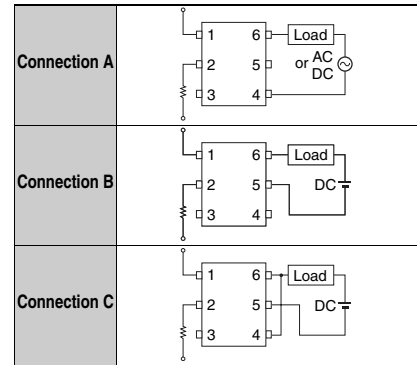 Connection A
1 6 Load
2 5 or AC
DC
3 4
Connection B
1 6 Load
2 5 DC
3 4
Connection C
1 6 Load
2 5 DC
3 4